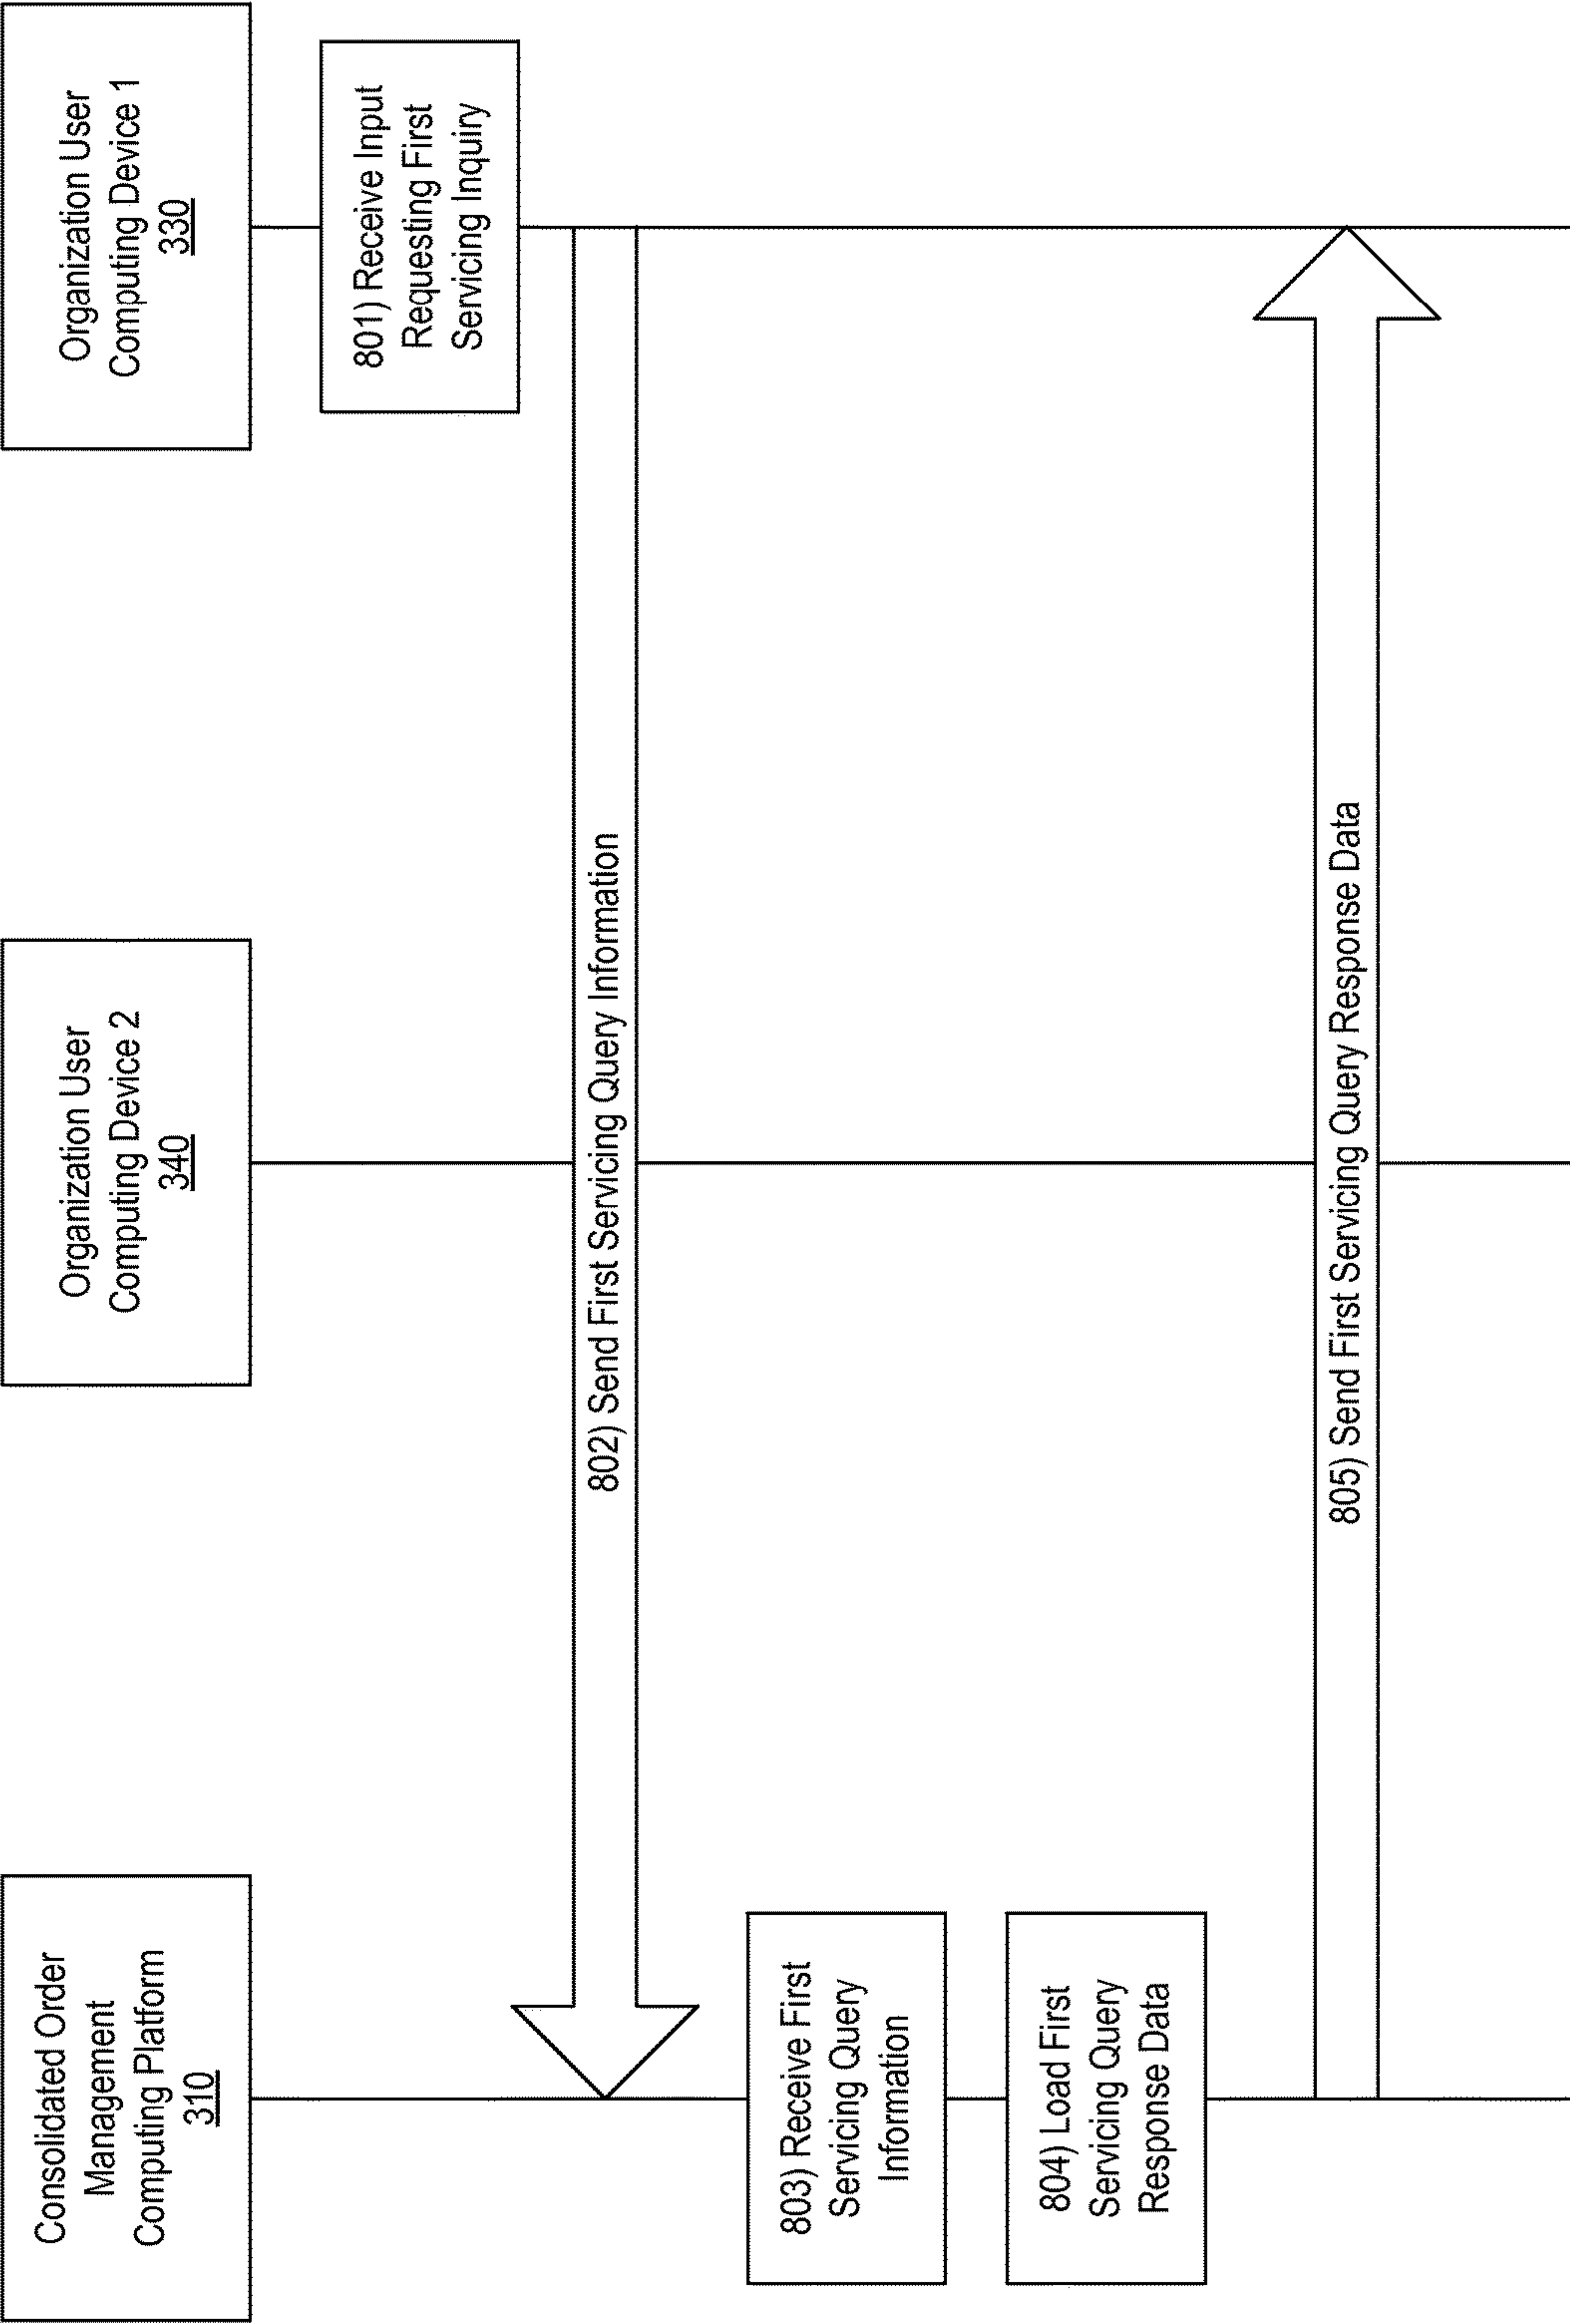 Consolidated Order
Management
Computing Platform
310
Organization User
Computing Device 2
340
Organization User
Computing Device 1
330
801) Receive Input
Requesting First
Servicing Inquiry
802) Send First Servicing Query Information
803) Receive First
Servicing Query
Information
804) Load First
Servicing Query
Response Data
805) Send First Servicing Query Response Data